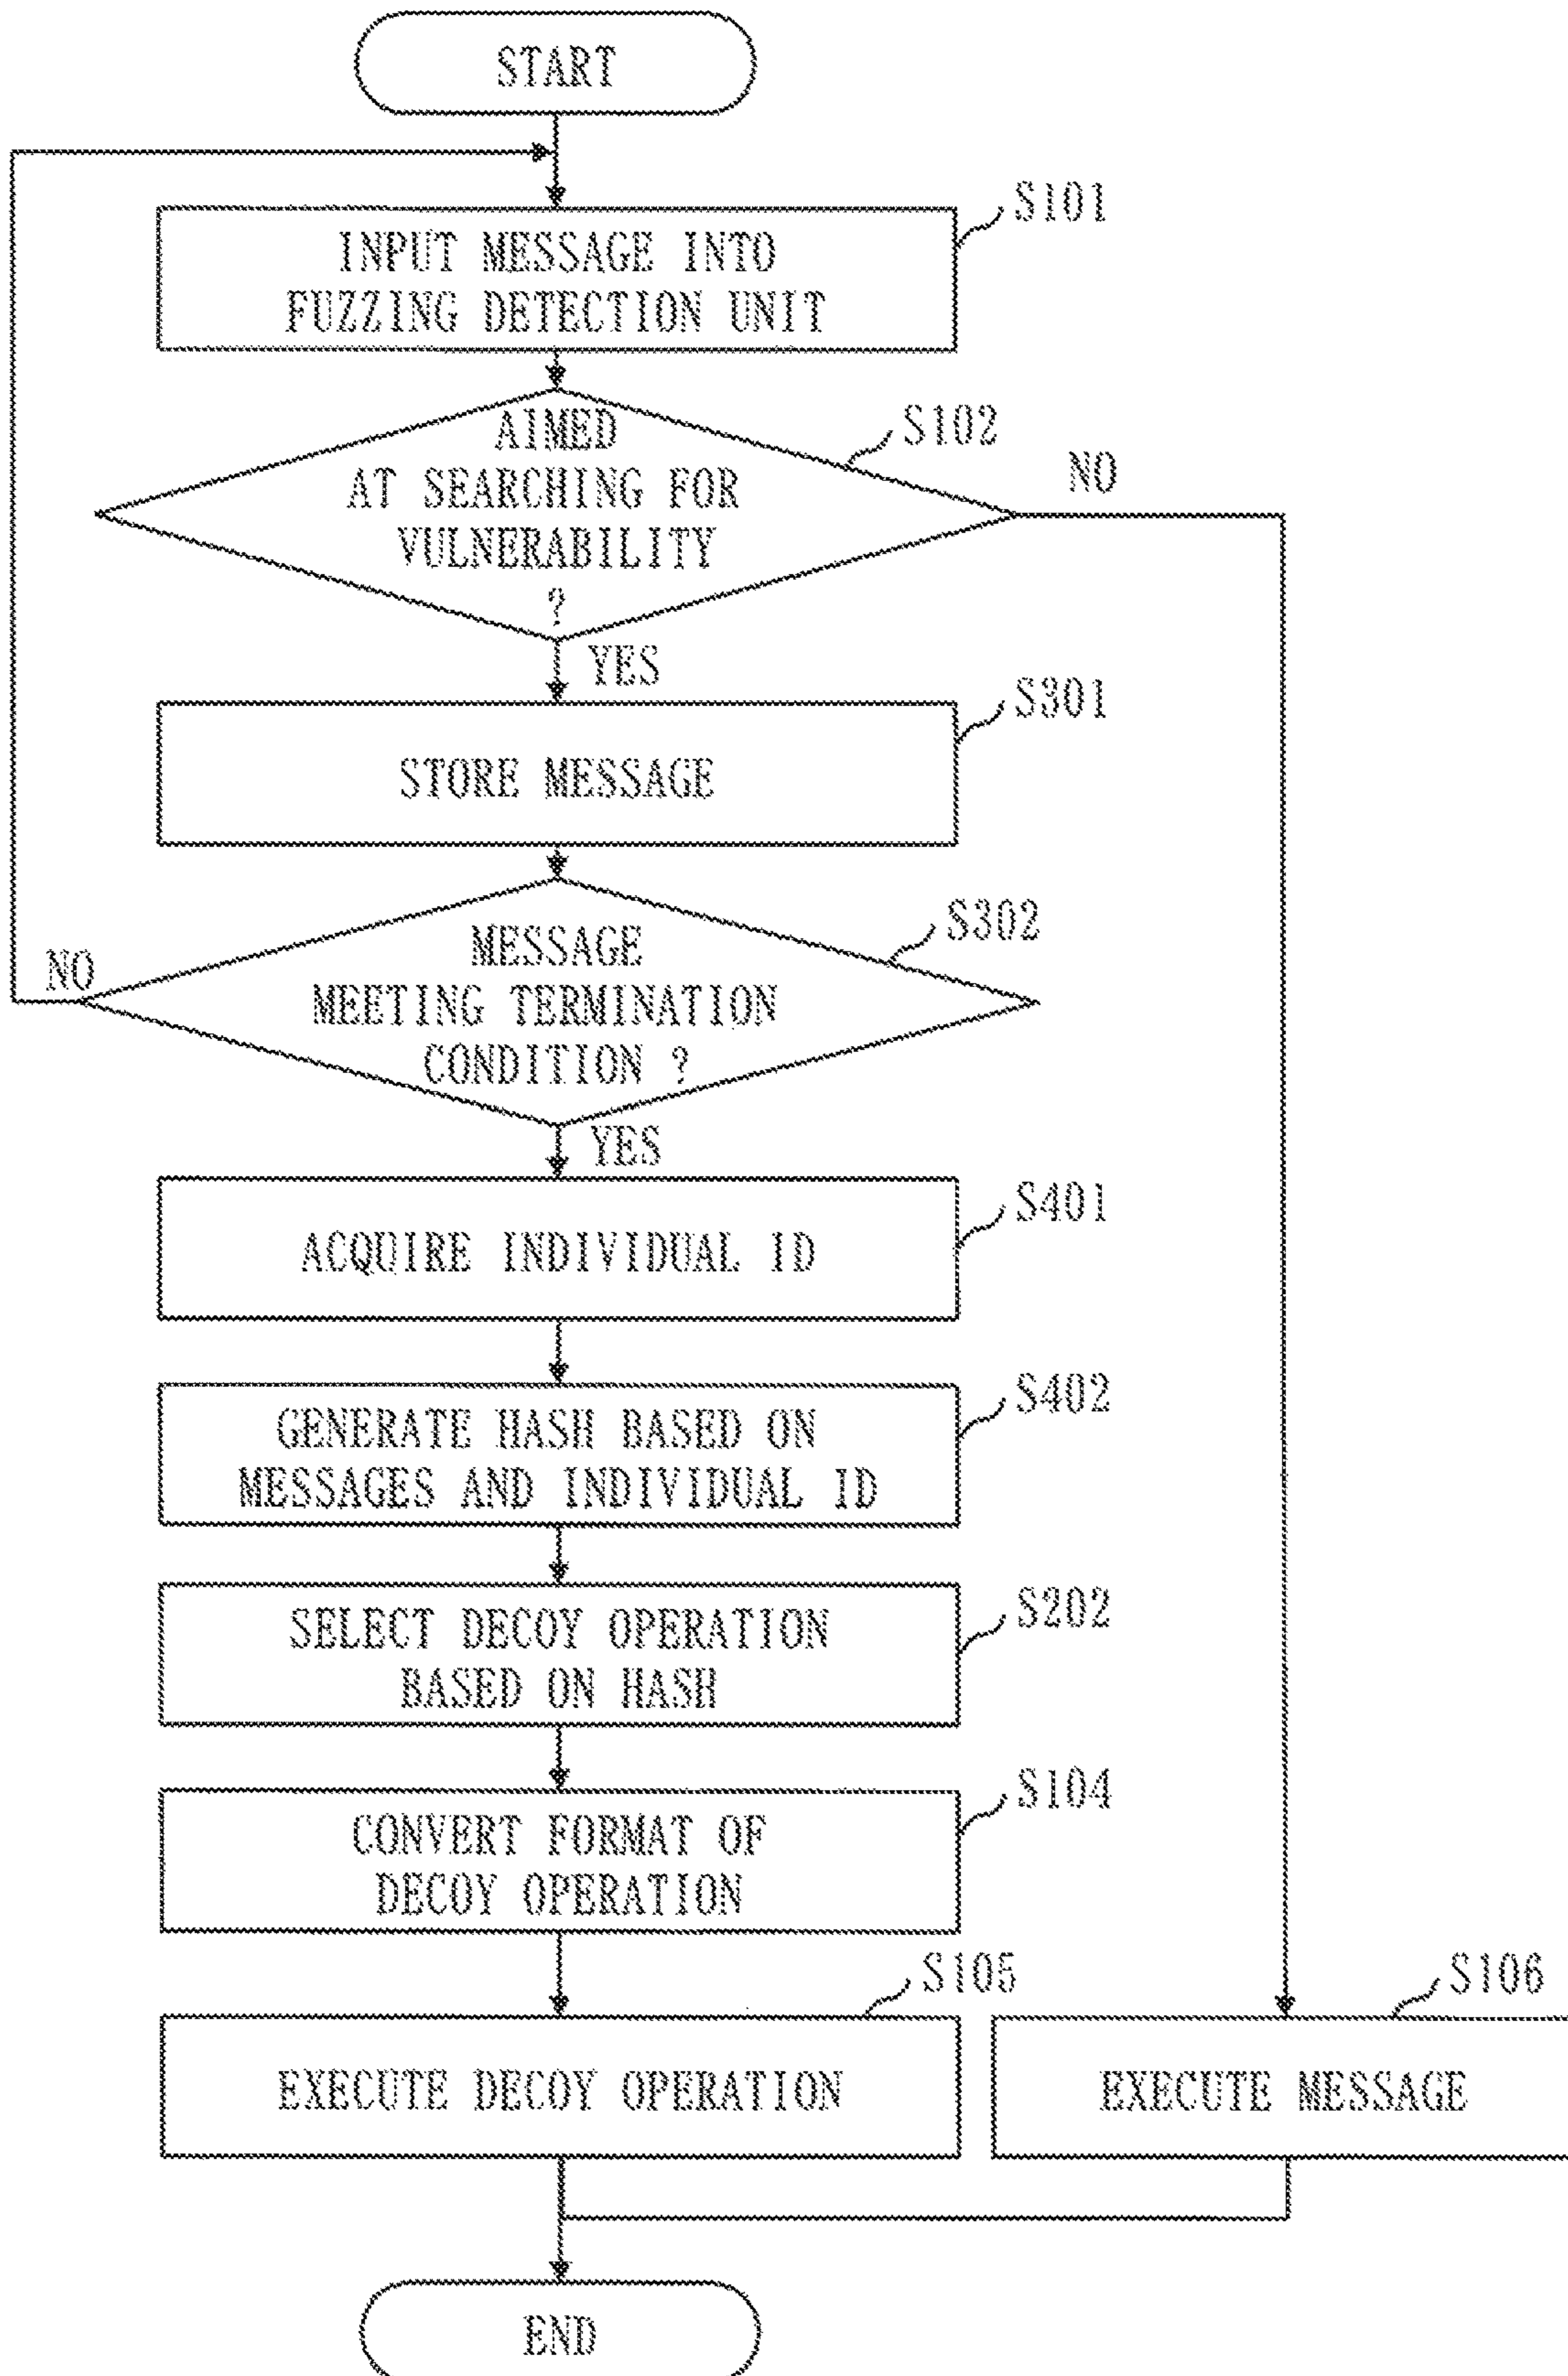 START
S101
INPUT MESSAGE INTO
FUZZING DETECTION UNIT
S102
AIMED
AT SEARCHING FOR
VULNERABILITY
?
NO
YES
S301
STORE MESSAGE
S302
MESSAGE
MEETING TERMINATION
CONDITION ?
NO
YES
S401
ACQUIRE INDIVIDUAL ID
S402
GENERATE HASH BASED ON
MESSAGES AND INDIVIDUAL ID
S202
SELECT DECOY OPERATION
BASED ON HASH
S104
CONVERT FORMAT OF
DECOY OPERATION
S105
EXECUTE DECOY OPERATION
S106
EXECUTE MESSAGE
END